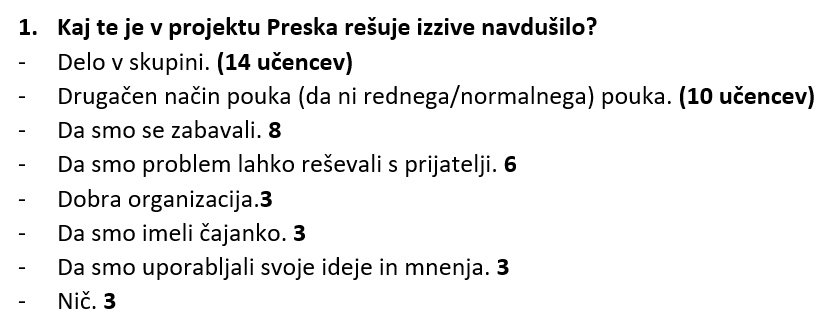 1. Kaj te je v projektu Preska rešuje izzive navdušilo?
- Delo v skupini. (14 učencev)
- Drugačen način pouka (da ni rednega/normalnega) pouka. (10 učencev)
- Da smo se zabavali. 8
- Da smo problem lahko reševali s prijatelji. 6
- Dobra organizacija.3
- Da smo imeli čajanko. 3
- Da smo uporabljali svoje ideje in mnenja. 3
- Nič. 3